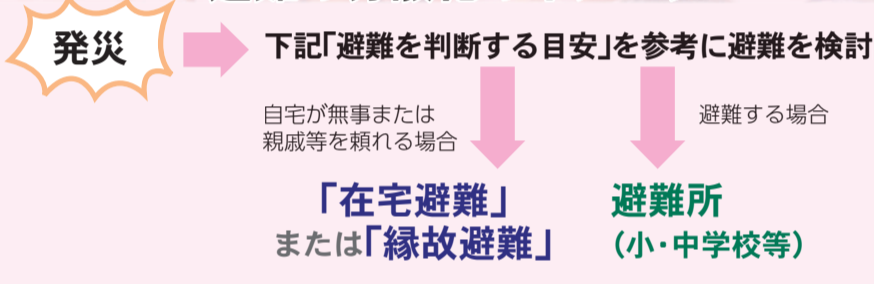 発災
下記「避難を判断する目安」を参考に避難を検討
自宅が無事または
親戚等を頼れる場合
避難する場合
「在宅避難」
または「縁故避難」
避難所
（小・中学校等）